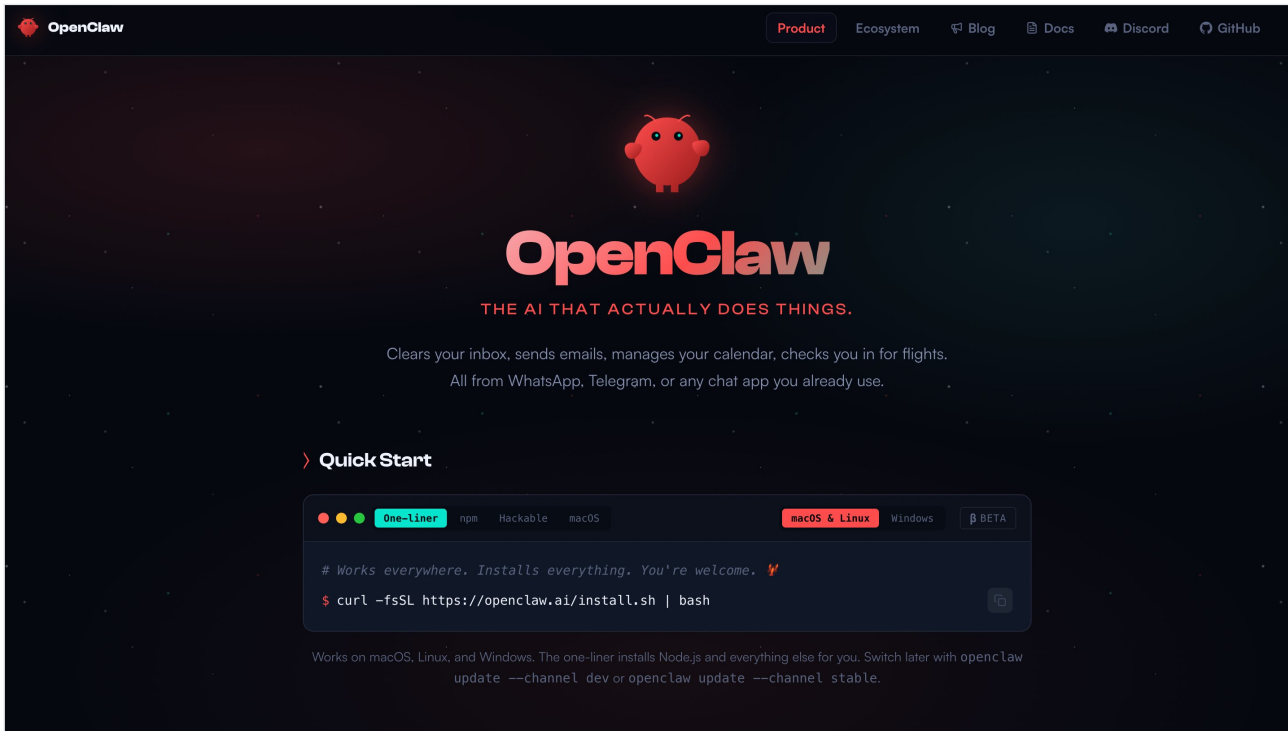 OpenClaw
Product Ecosystem Blog Docs Discord GitHub
OpenClaw
THE AI THAT ACTUALLY DOES THINGS.
Clears your inbox, sends emails, manages your calendar, checks you in for flights.
All from WhatsApp, Telegram, or any chat app you already use.
⟩ Quick Start
One-liner npm Hackable macOS macOS & Linux Windows β BETA
# Works everywhere. Installs everything. You're welcome. 🦞
$ curl -fsSL https://openclaw.ai/install.sh | bash
Works on macOS, Linux, and Windows. The one-liner installs Node.js and everything else for you. Switch later with openclaw
update --channel dev or openclaw update --channel stable.